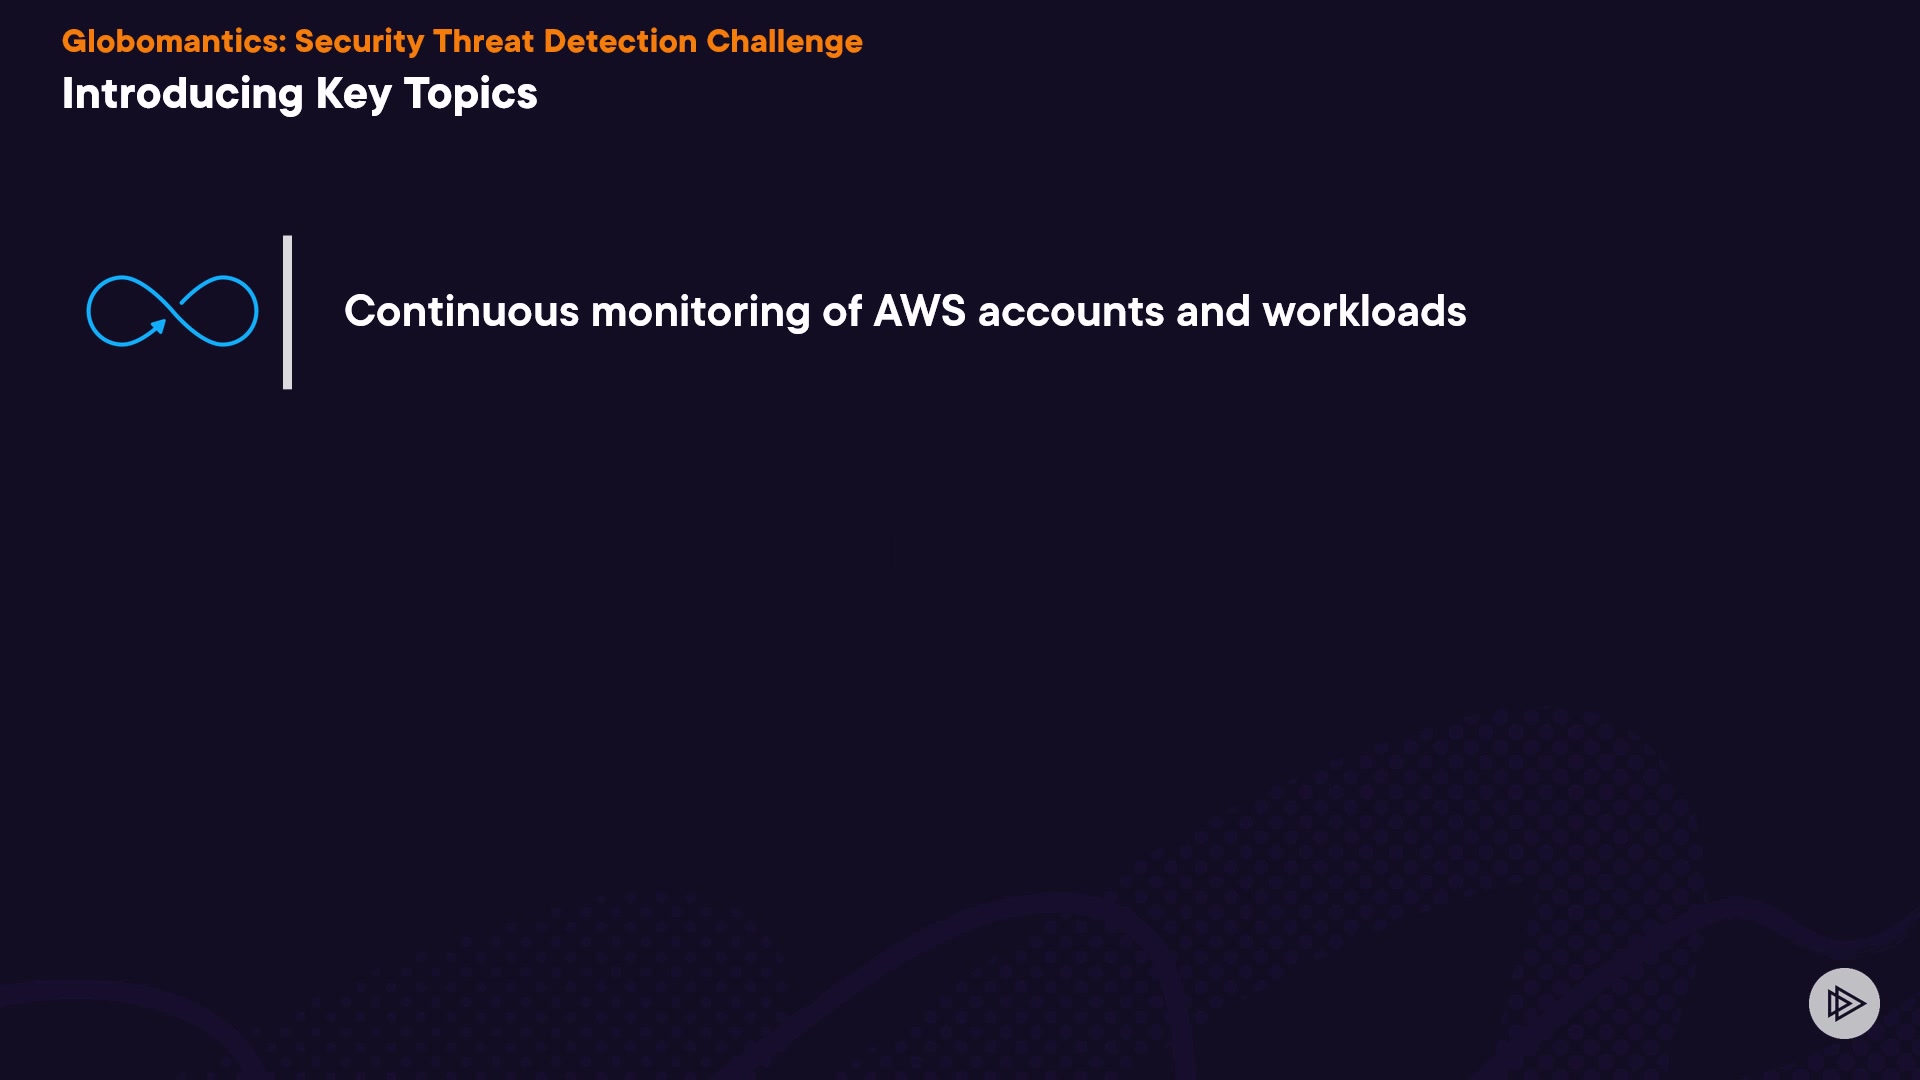 Globomantics: Security Threat Detection Challenge
Introducing Key Topics
Continuous monitoring of AWS accounts and workloads